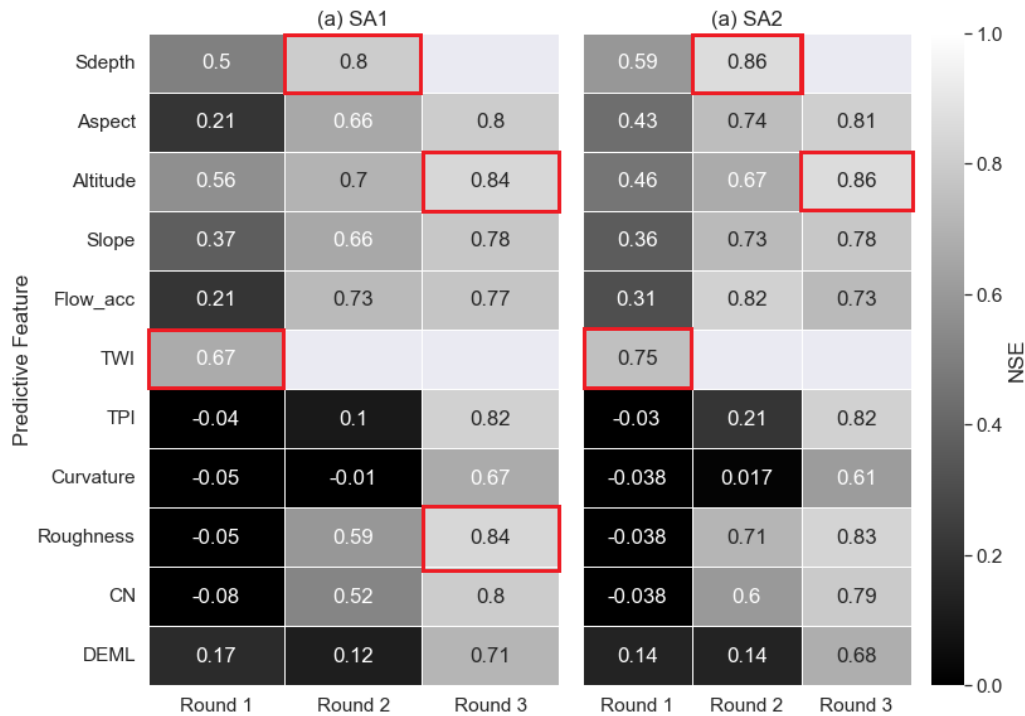 (a) SA1 (a) SA2
Predictive Feature
Sdepth 0.5 0.8 0.59 0.86
Aspect 0.21 0.66 0.8 0.43 0.74 0.81
Altitude 0.56 0.7 0.84 0.46 0.67 0.86
Slope 0.37 0.66 0.78 0.36 0.73 0.78
Flow_acc 0.21 0.73 0.77 0.31 0.82 0.73
TWI 0.67 0.75
TPI -0.04 0.1 0.82 -0.03 0.21 0.82
Curvature -0.05 -0.01 0.67 -0.038 0.017 0.61
Roughness -0.05 0.59 0.84 -0.038 0.71 0.83
CN -0.08 0.52 0.8 -0.038 0.6 0.79
DEML 0.17 0.12 0.71 0.14 0.14 0.68
Round 1 Round 2 Round 3 Round 1 Round 2 Round 3
1.0
0.8
0.6
0.4
0.2
0.0
NSE